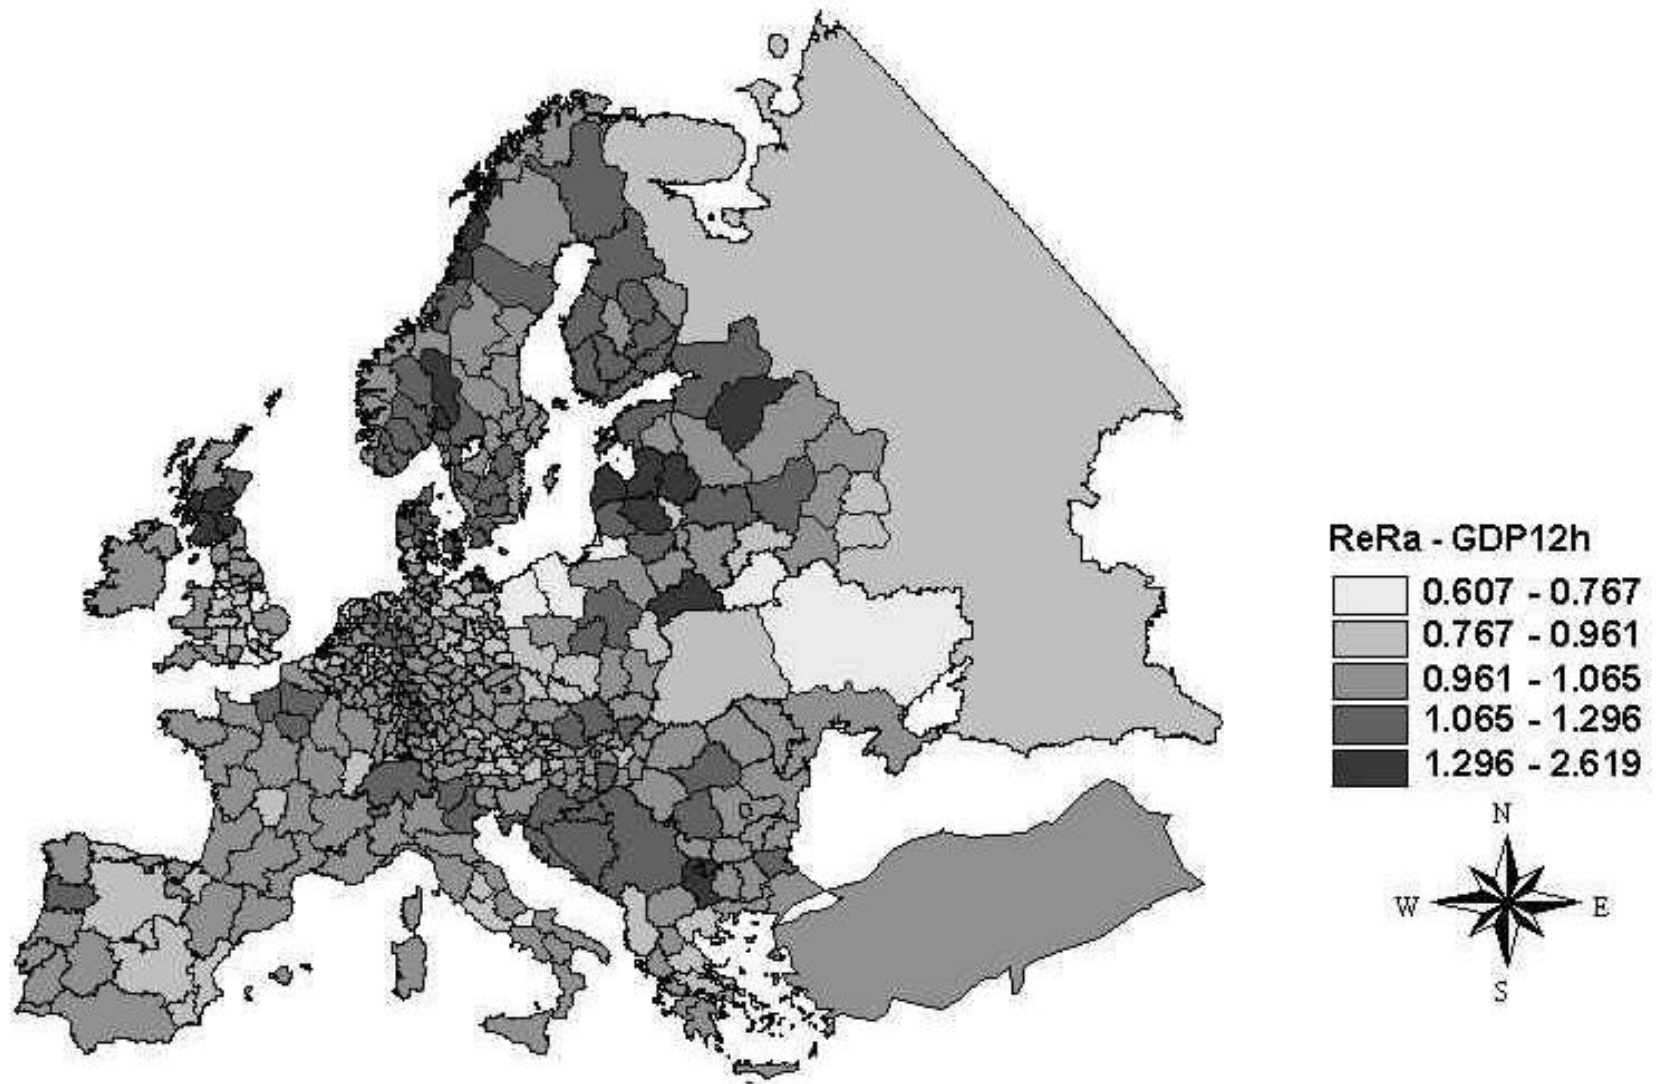 ReRa - GDP12h
0.607 - 0.767
0.767 - 0.961
0.961 - 1.065
1.065 - 1.296
1.296 - 2.619
N
W E
S